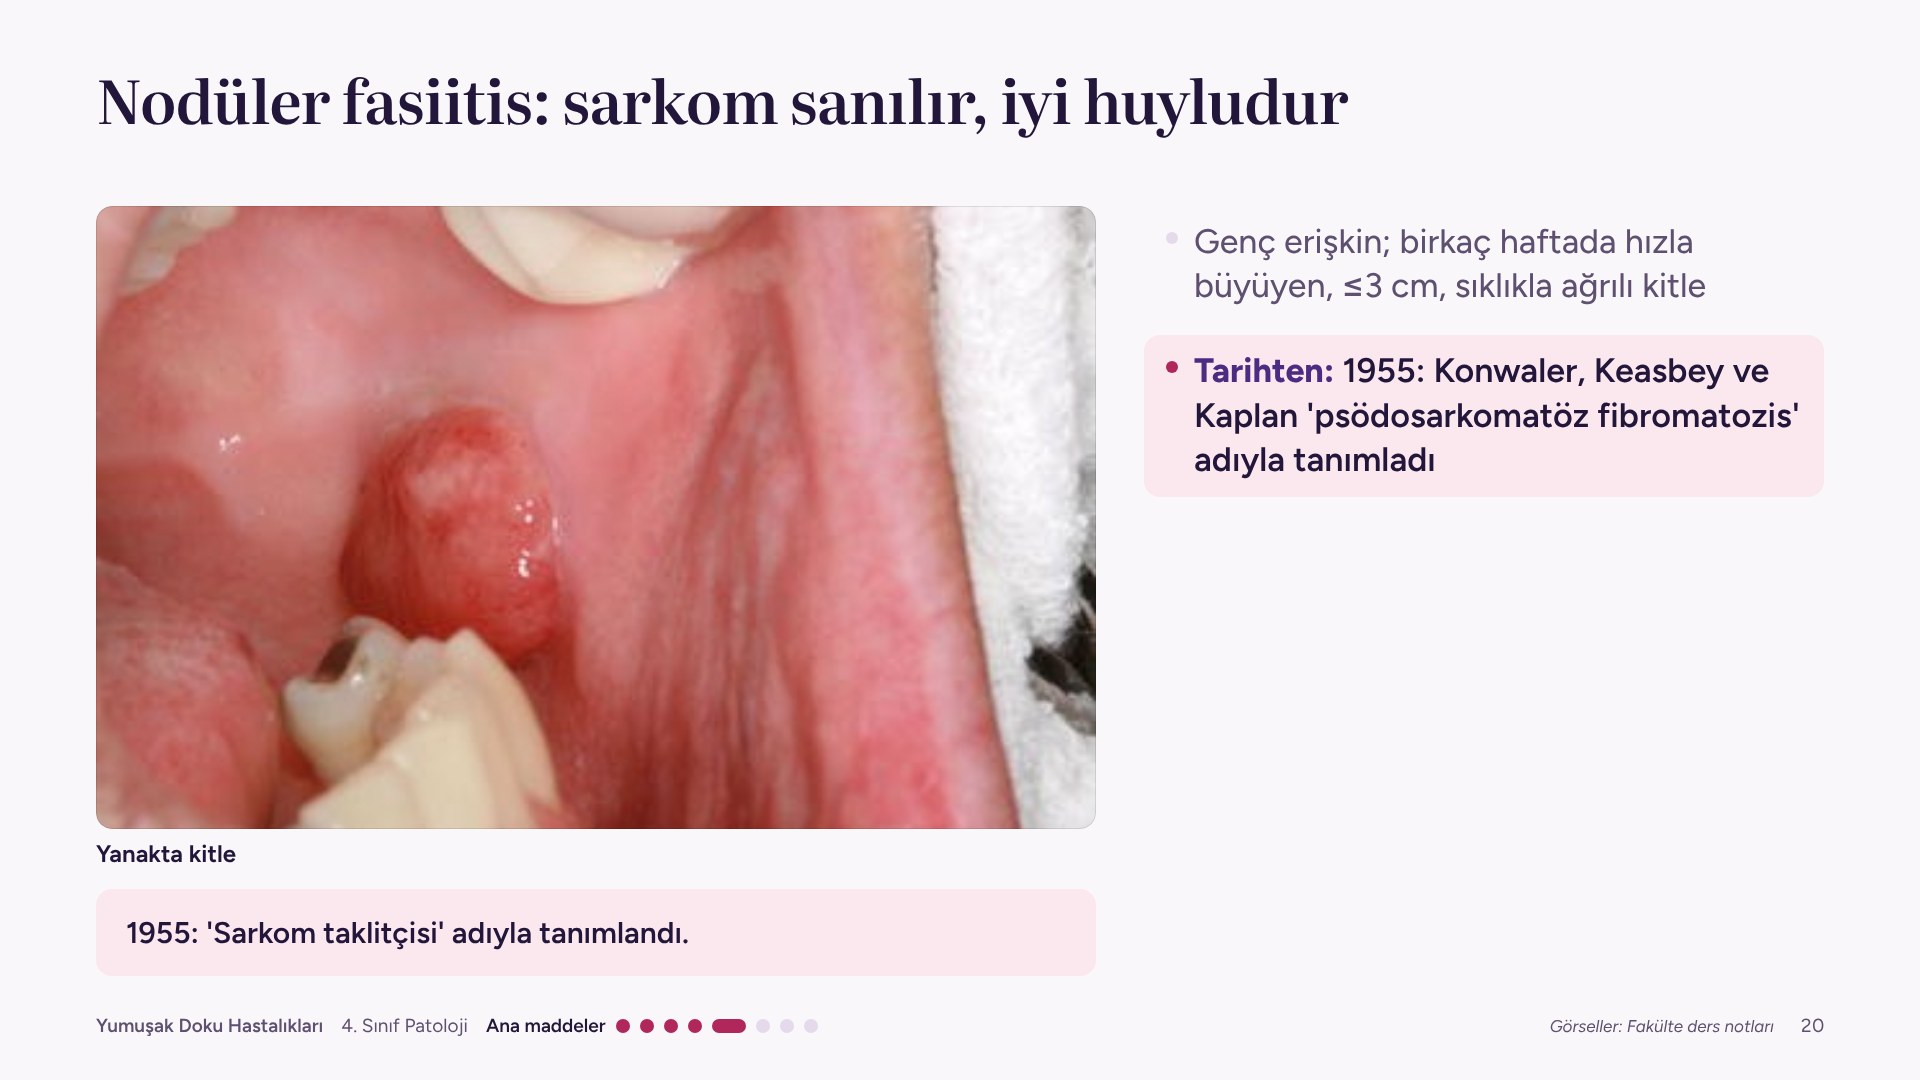 Nodüler fasiitis: sarkom sanılır, iyi huyludur
Genç erişkin; birkaç haftada hızla
büyüyen, ≤3 cm, sıklıkla ağrılı kitle
Tarihten: 1955: Konwaler, Keasbey ve
Kaplan 'psödosarkomatöz fibromatozis'
adıyla tanımladı
Yanakta kitle
1955: 'Sarkom taklitçisi' adıyla tanımlandı.
Yumuşak Doku Hastalıkları 4. Sınıf Patoloji Ana maddeler
Görseller: Fakülte ders notları 20